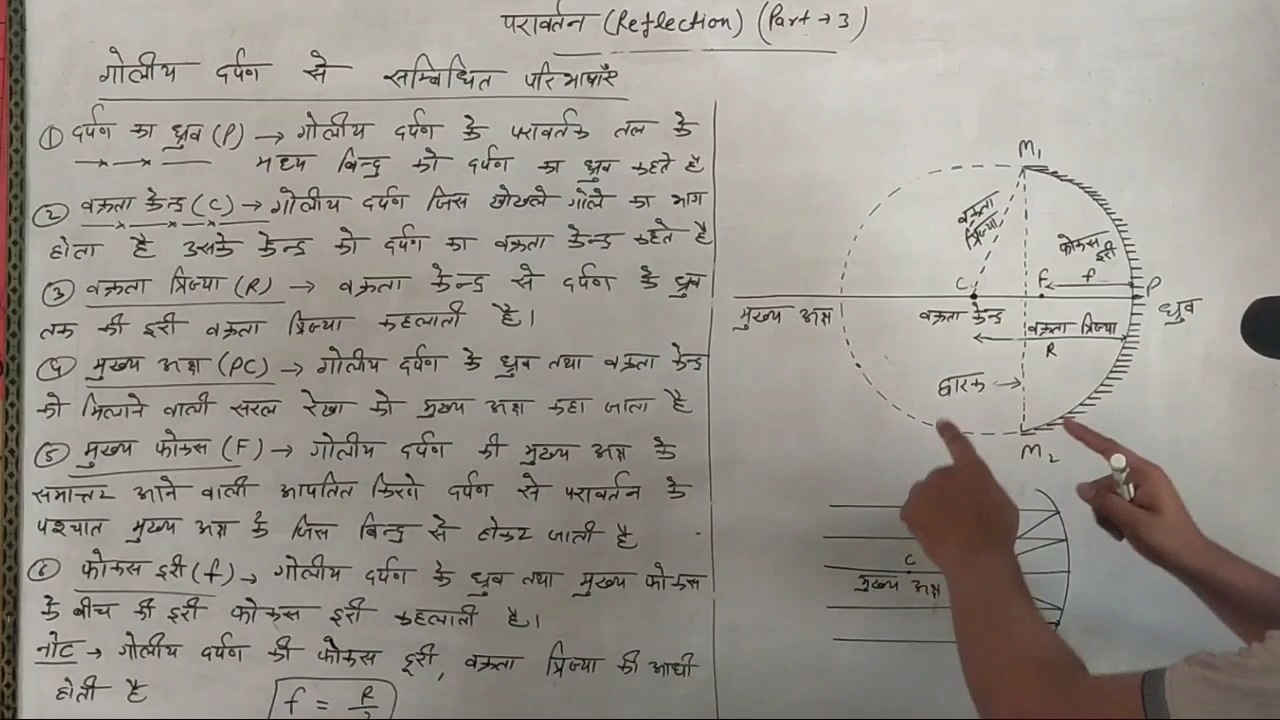 परावर्तन (Reflection) (Part → 3)
गोलीय दर्पण से सम्बिधित परिभाषाएँ
① दर्पण का ध्रुव (P) → गोलीय दर्पण के परावर्तक तल के
मध्य बिन्दु को दर्पण का ध्रुव कहते है
② वक्रता केन्द्र (C) → गोलीय दर्पण जिस खोखले गोले का भाग
होता है उसके केन्द्र को दर्पण का वक्रता केन्द्र कहते है
③ वक्रता त्रिज्या (R) → वक्रता केन्द्र से दर्पण के ध्रुव
तक की दूरी वक्रता त्रिज्या कहलाती है।
④ मुख्य अक्ष (PC) → गोलीय दर्पण के ध्रुव तथा वक्रता केन्द्र
को मिलाने वाली सरल रेखा को मुख्य अक्ष कहा जाता है
⑤ मुख्य फोकस (F) → गोलीय दर्पण की मुख्य अक्ष के
समान्तर आने वाली आपतित किरणे दर्पण से परावर्तन के
पश्चात मुख्य अक्ष के जिस बिन्दु से होकर जाती है
⑥ फोकस दूरी (f) → गोलीय दर्पण के ध्रुव तथा मुख्य फोकस
के बीच की दूरी फोकस दूरी कहलाती है।
नोट → गोलीय दर्पण की फोकस दूरी, वक्रता त्रिज्या की आधी
होती है
f = R/2
M₁
वक्रता
त्रिज्या
फोकस
दूरी
C
F
f
P
मुख्य अक्ष
वक्रता केन्द्र
वक्रता त्रिज्या
ध्रुव
R
द्वारक →
M₂
C
मुख्य अक्ष